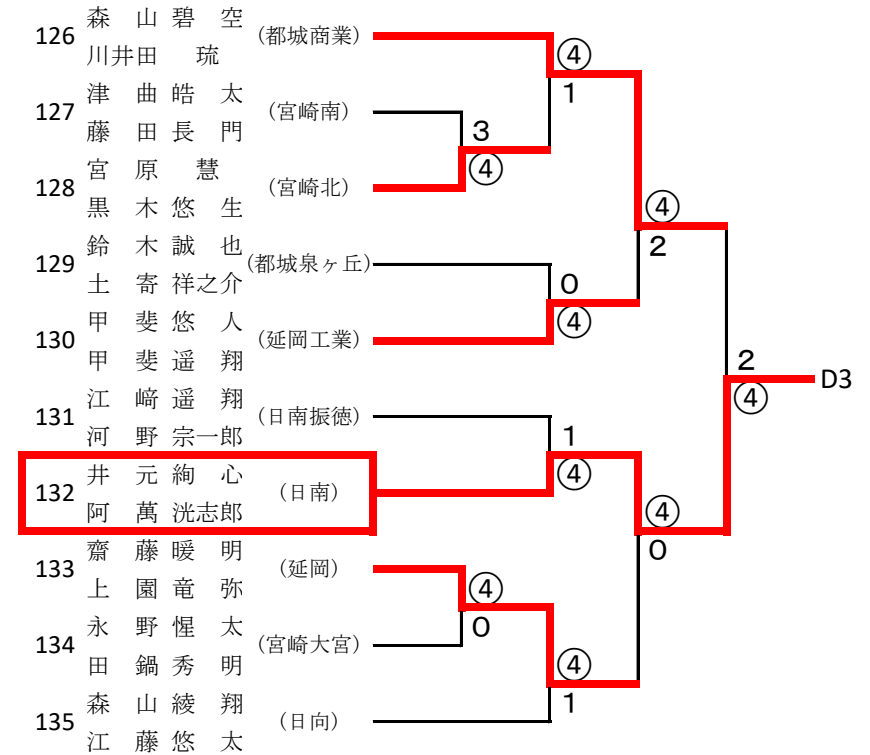 森 山 碧 空
126 (都城商業)
川井田 琉
④
1
津 曲 皓 太
127 (宮崎南)
藤 田 長 門
3
④
宮 原 慧
128 (宮崎北)
黒 木 悠 生
④
2
鈴 木 誠 也
129 (都城泉ヶ丘)
土 寄 祥之介
0
④
甲 斐 悠 人
130 (延岡工業)
甲 斐 遥 翔
2
④
D3
江 﨑 遥 翔
131 (日南振徳)
河 野 宗一郎
1
④
井 元 絢 心
132 (日南)
阿 萬 洸志郎
④
0
齋 藤 暖 明
133 (延岡)
上 園 竜 弥
④
0
永 野 惺 太
134 (宮崎大宮)
田 鍋 秀 明
④
1
森 山 綾 翔
135 (日向)
江 藤 悠 太